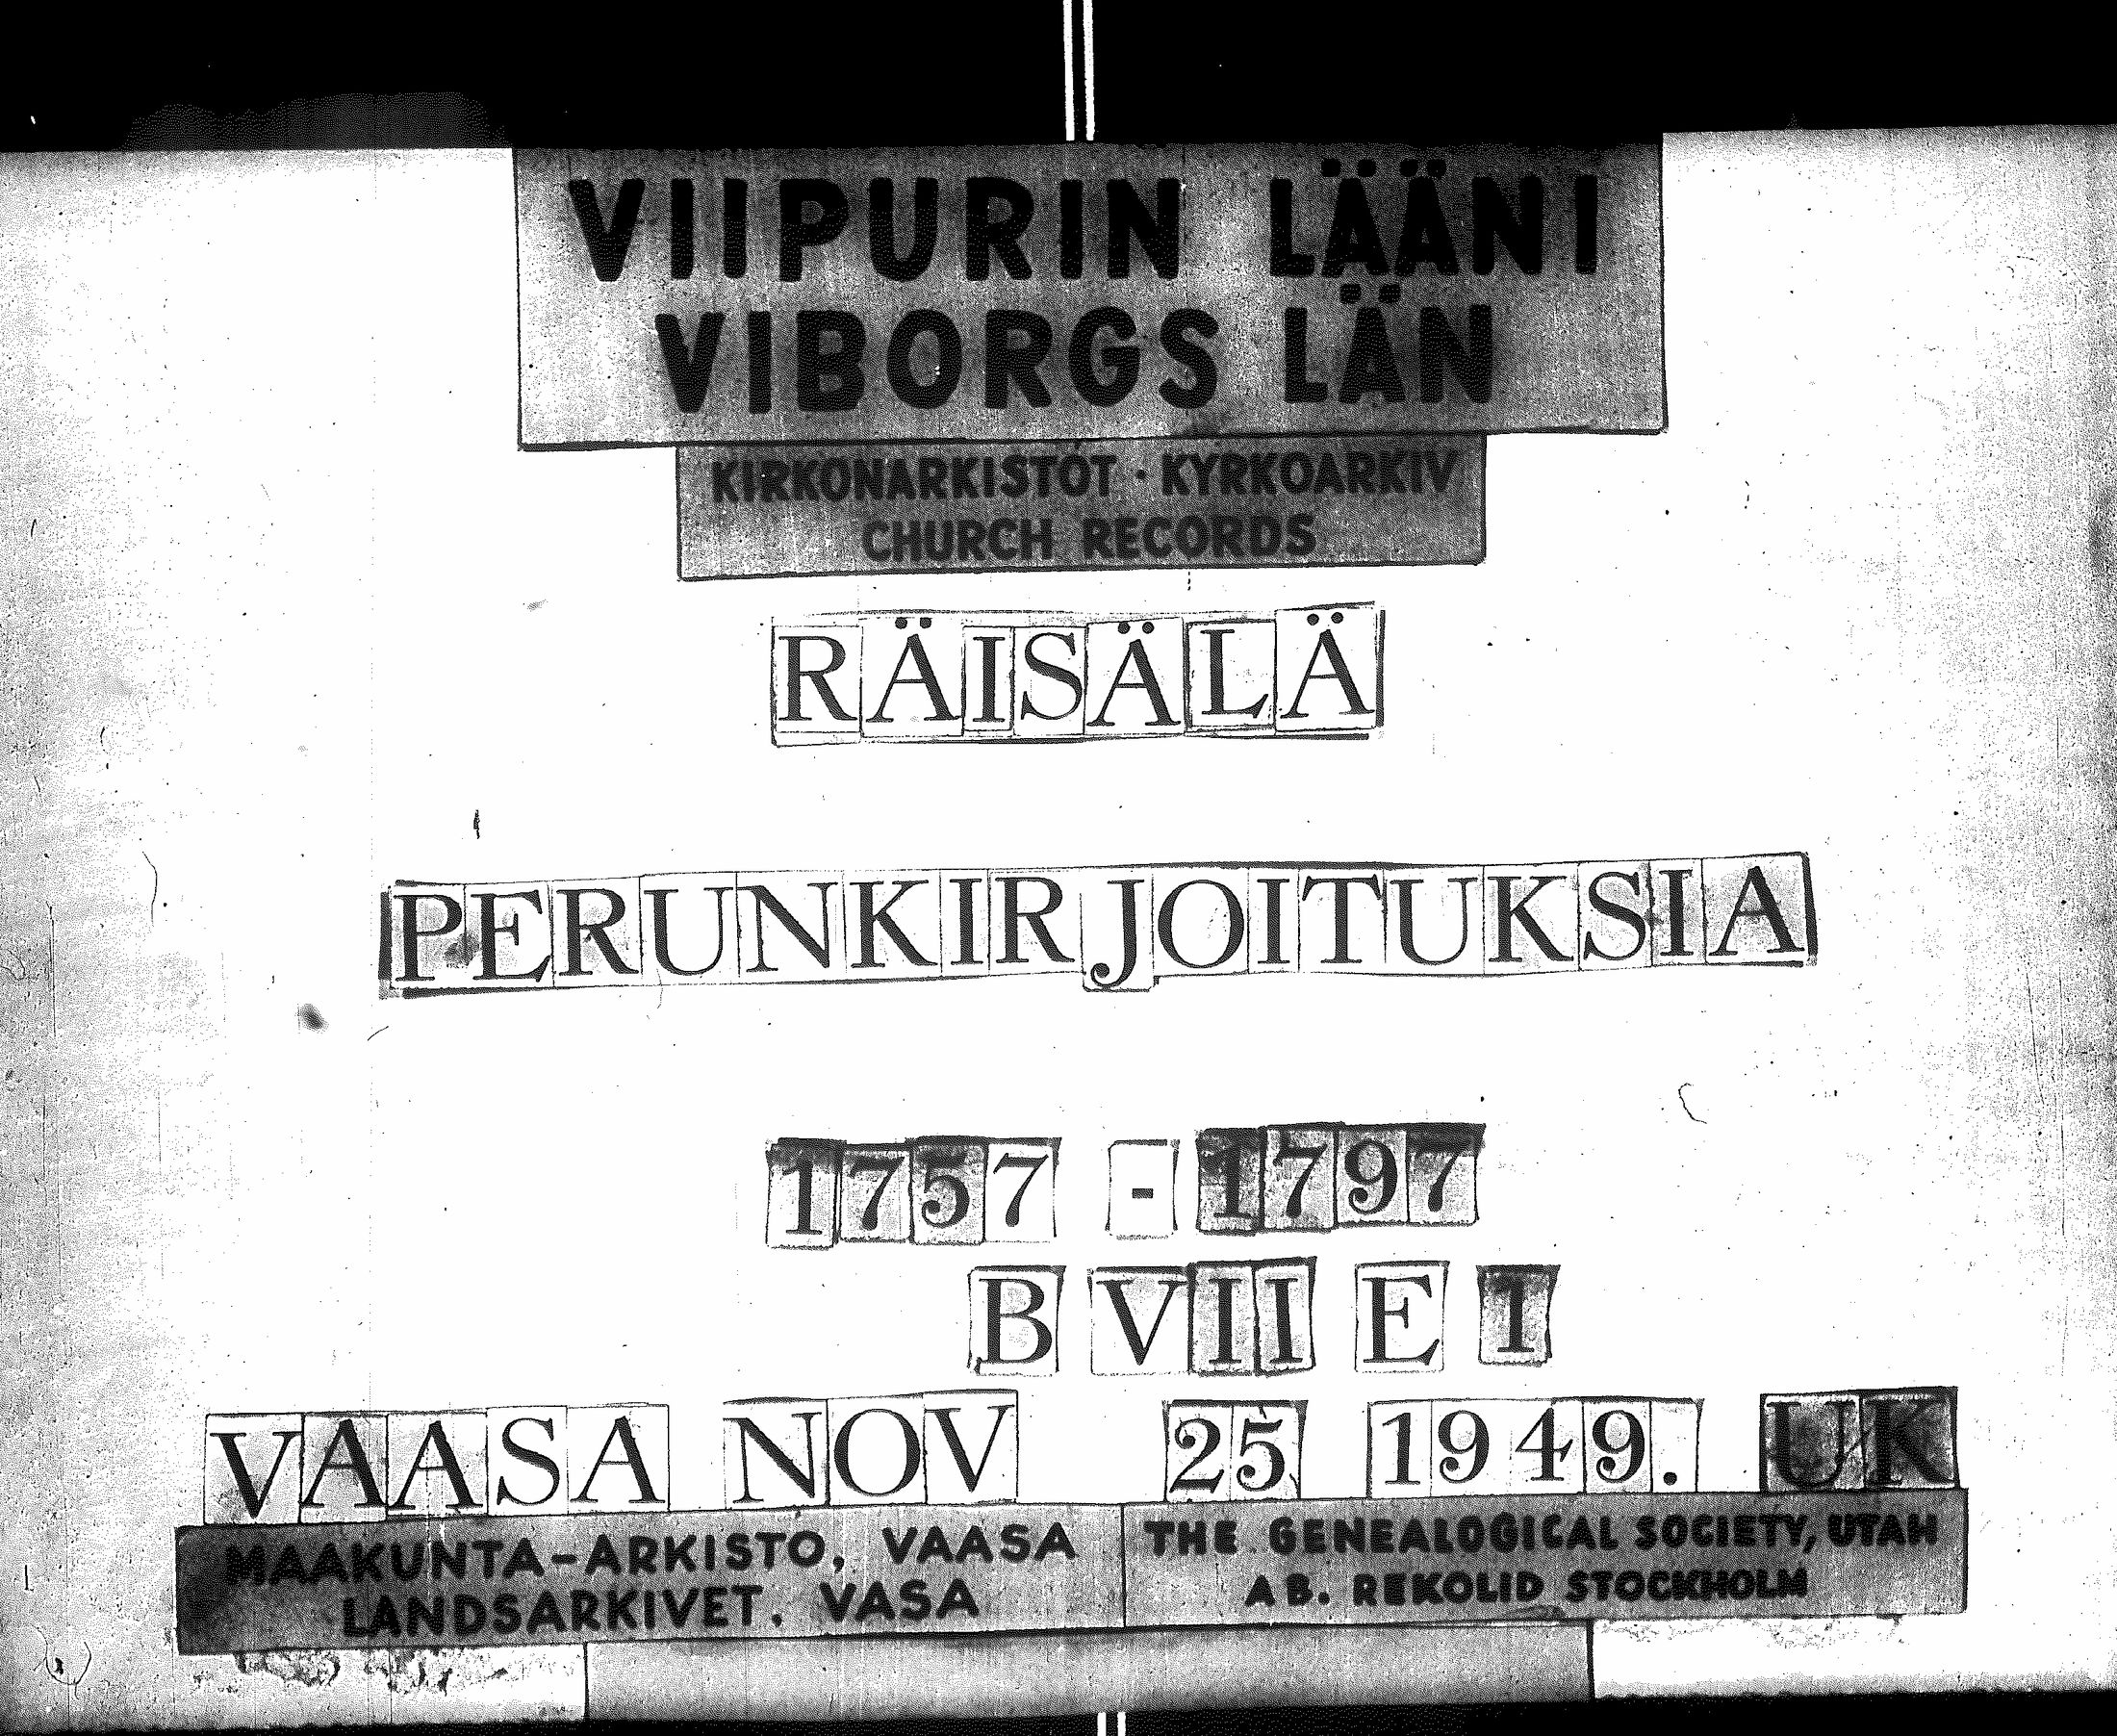 VIIPURIN LÄÄNI
VIBORGS LÄN
KIRKONARKISTOT · KYRKOARKIV
CHURCH RECORDS
RÄISÄLÄ
PERUNKIRJOITUKSIA
1757 - 1797
B VII E 1
VAASA NOV 25 1949. UK
MAAKUNTA-ARKISTO, VAASA
LANDSARKIVET, VASA
THE GENEALOGICAL SOCIETY, UTAH
AB. REKOLID STOCKHOLM